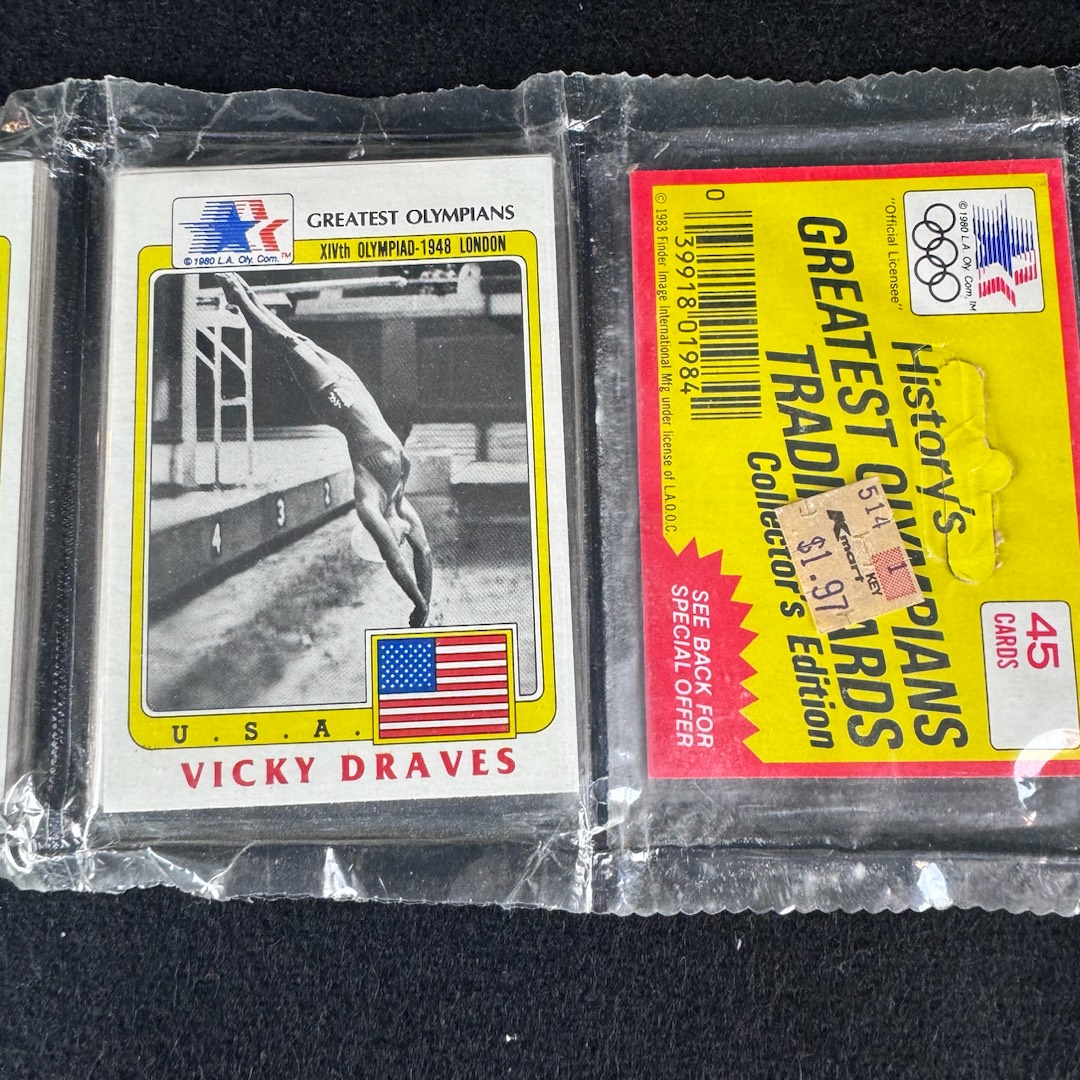 GREATEST OLYMPIANS
© 1980 L.A. Oly. Com.™
XIVth OLYMPIAD-1948 LONDON
4 3 2
U. S. A.
VICKY DRAVES
© 1980 L.A. Oly. Com. TM
"Official Licensee"
History's
GREATEST OLYMPIANS
TRADI ARDS
Collector's Edition
45
CARDS
514
Kmart
1
KEY
$1.97
0 39918 01984
© 1983 Finder Image International Mfg under license of L.A.O.O.C.
SEE BACK FOR
SPECIAL OFFER